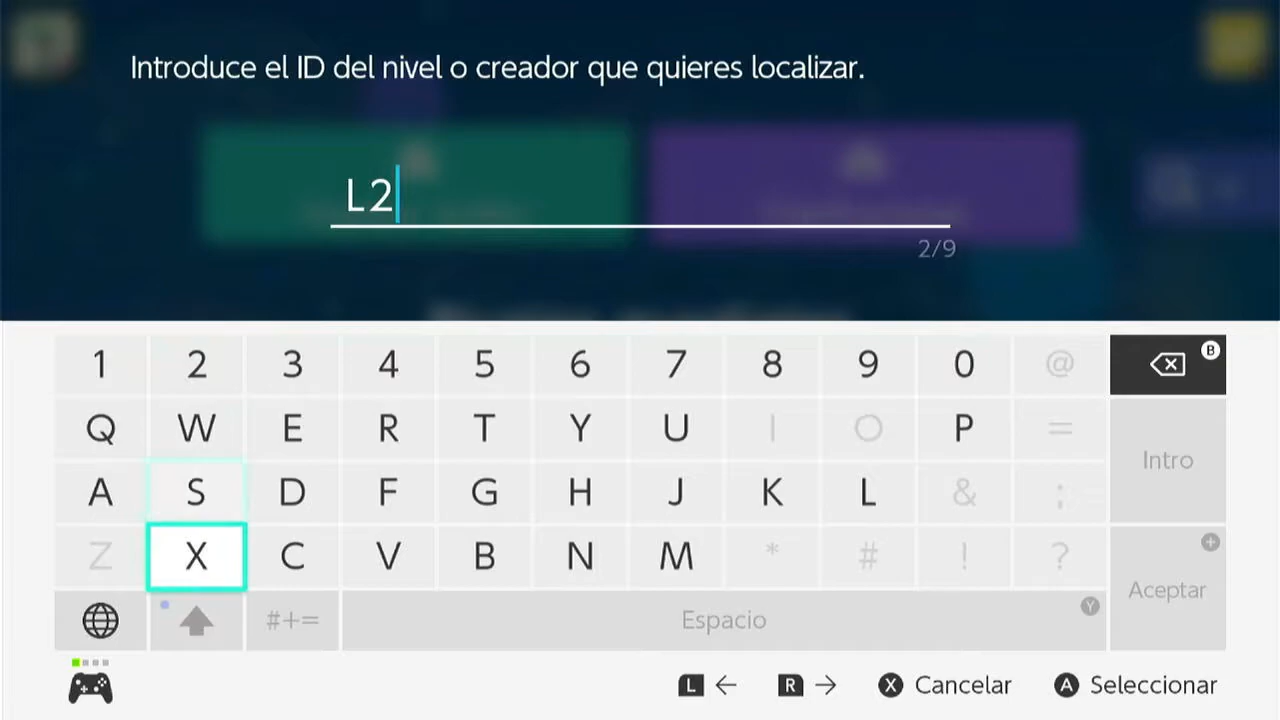 Introduce el ID del nivel o creador que quieres localizar.
L2
2/9
1 2 3 4 5 6 7 8 9 0 @ B
Q W E R T Y U I O P =
Intro
A S D F G H J K L & ;
Z X C V B N M * # ! ? +
Aceptar
#+= Espacio Y
L ← R → X Cancelar A Seleccionar